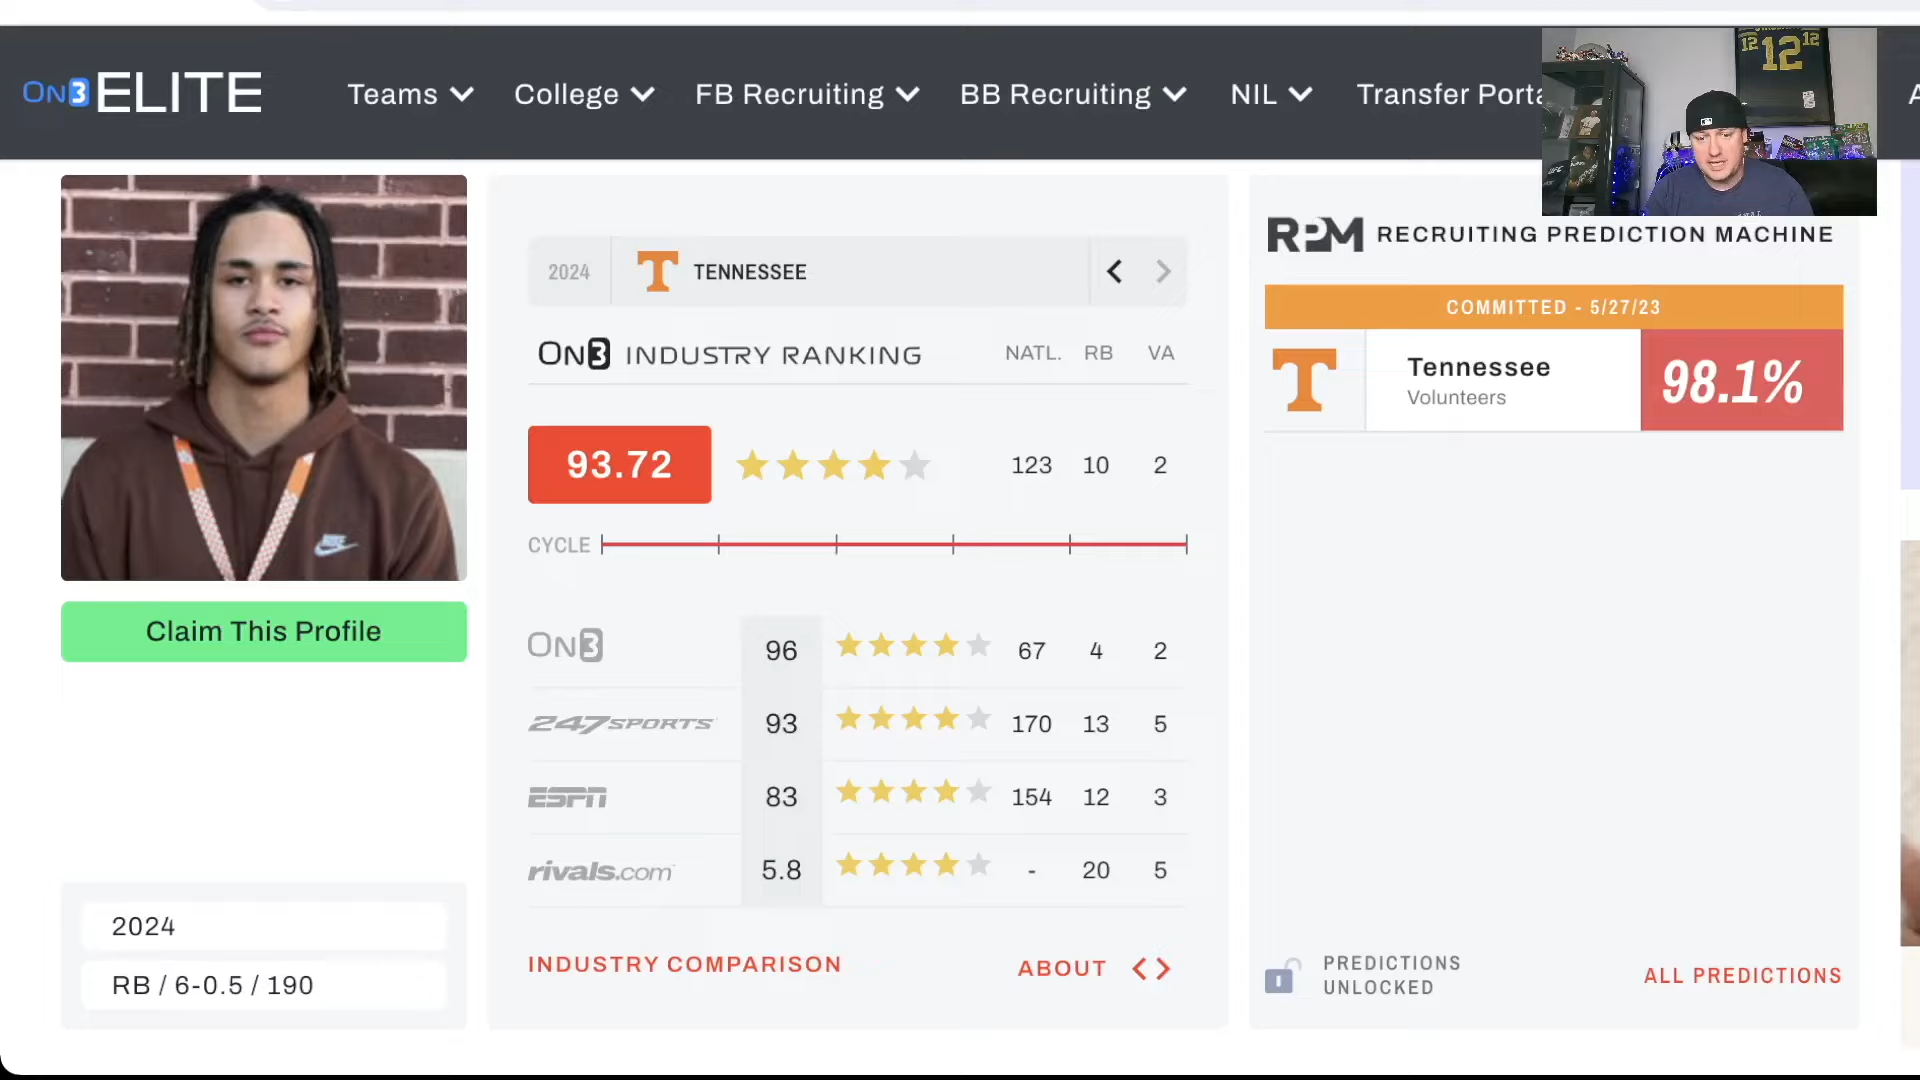 ON3 ELITE
Teams College FB Recruiting BB Recruiting NIL Transfer Porta
12 12 12
RPM RECRUITING PREDICTION MACHINE
2024 T TENNESSEE
COMMITTED - 5/27/23
ON3 INDUSTRY RANKING NATL. RB VA
T Tennessee 98.1%
Volunteers
93.72 123 10 2
CYCLE
Claim This Profile
ON3 96 67 4 2
247SPORTS 93 170 13 5
ESPN 83 154 12 3
rivals.com 5.8 - 20 5
2024
RB / 6-0.5 / 190
INDUSTRY COMPARISON ABOUT
PREDICTIONS
UNLOCKED
ALL PREDICTIONS